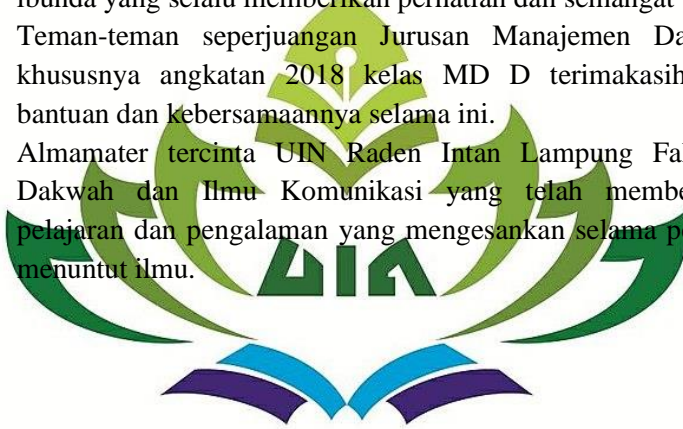 ibunda yang selalu memberikan perhatian dan semangat
Teman-teman seperjuangan Jurusan Manajemen Da
khususnya angkatan 2018 kelas MD D terimakasih
bantuan dan kebersamaannya selama ini.
Almamater tercinta UIN Raden Intan Lampung Fal
Dakwah dan Ilmu Komunikasi yang telah membe
pelajaran dan pengalaman yang mengesankan selama p
menuntut ilmu.
UIN